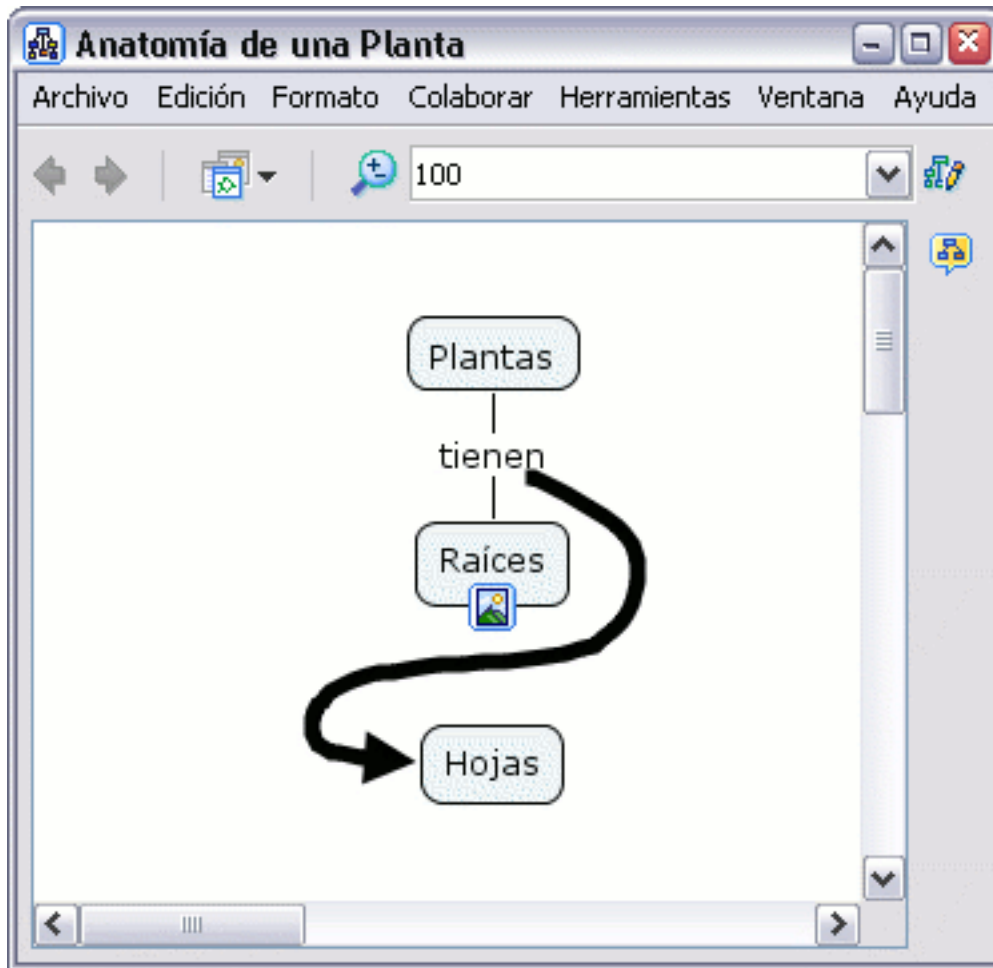 Anatomía de una Planta
Archivo Edición Formato Colaborar Herramientas Ventana Ayuda
100
Plantas
tienen
Raíces
Hojas